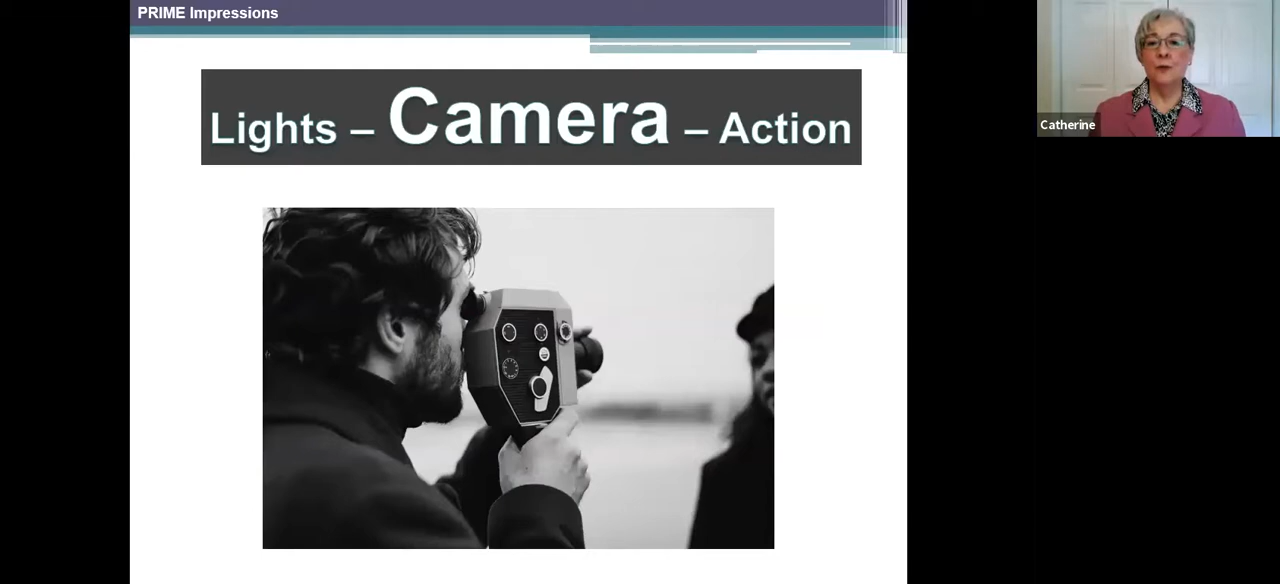 PRIME Impressions
Lights – Camera – Action
Catherine